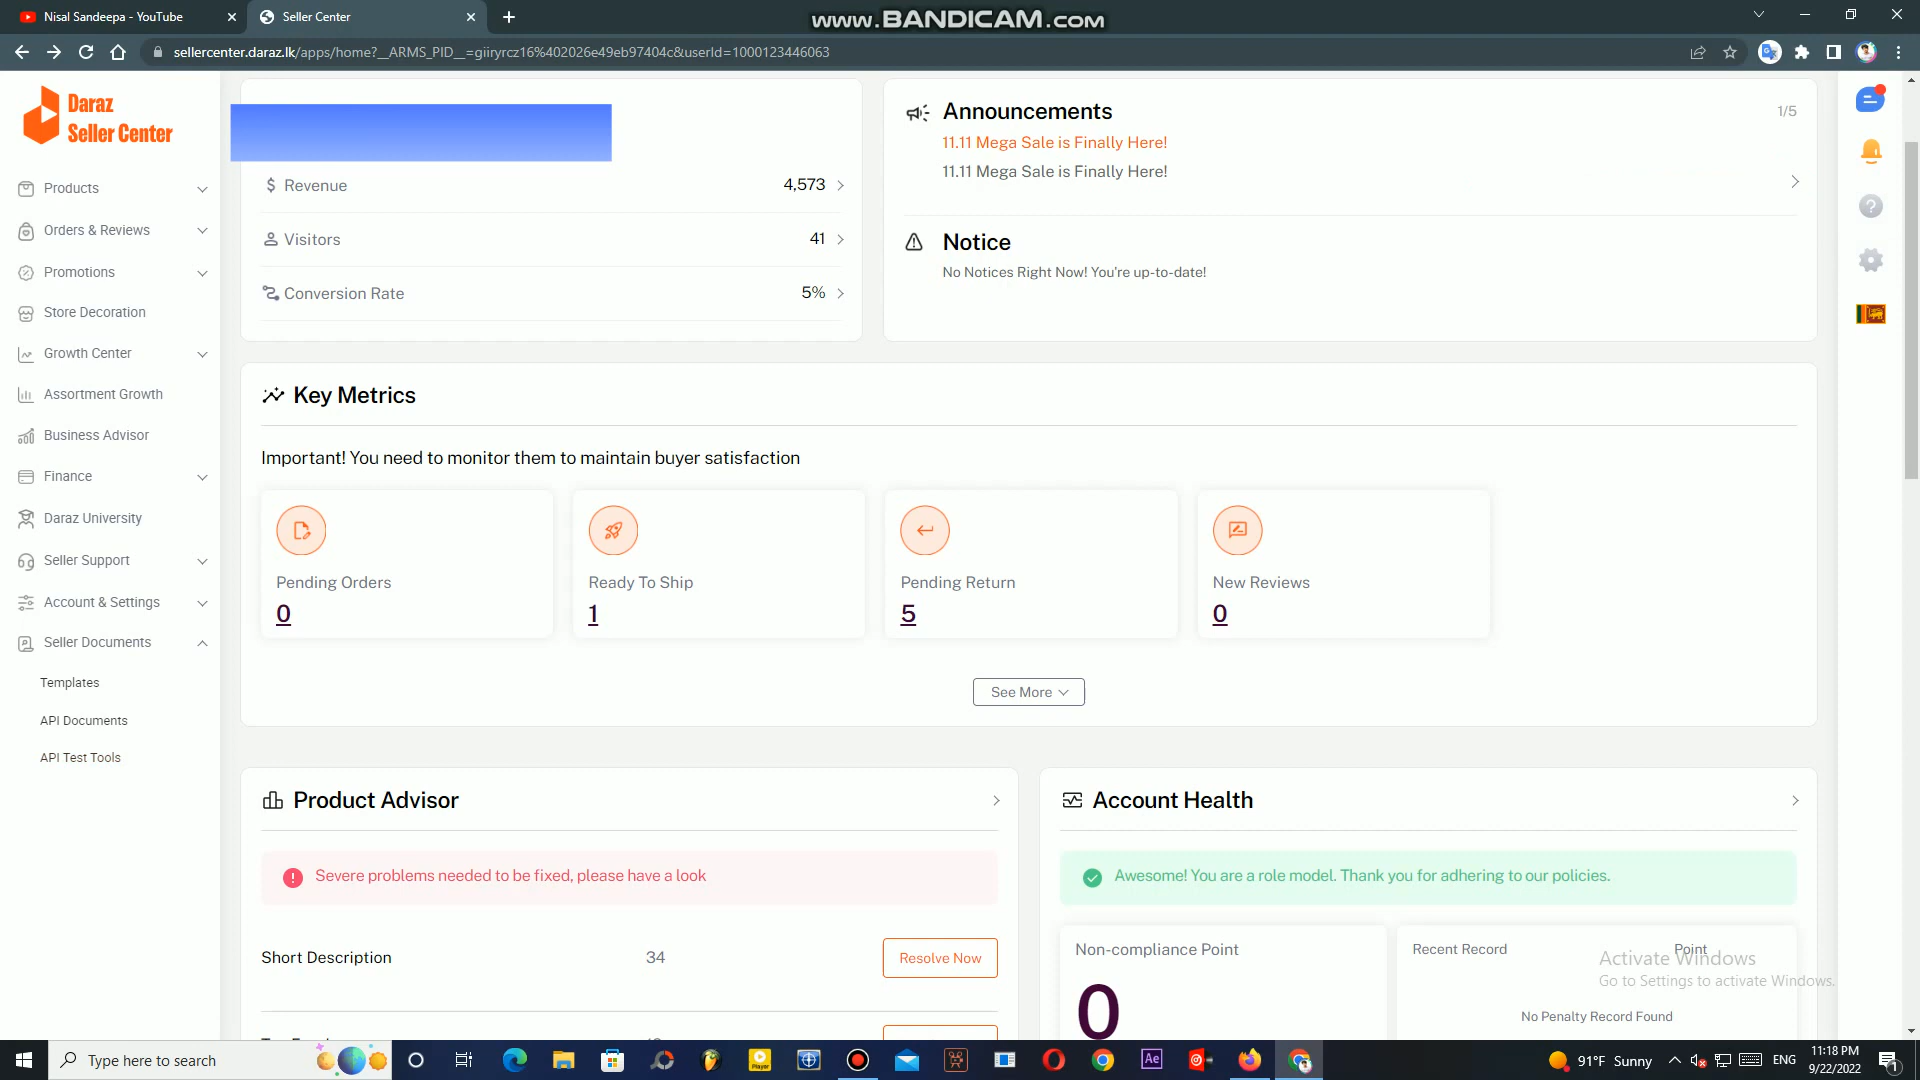 Nisal Sandeepa - YouTube
Seller Center
www.BANDICAM.com
sellercenter.daraz.lk/apps/home?__ARMS_PID__=giiryrcz16%402026e49eb97404c&userId=1000123446063
Daraz
Seller Center
Products
Orders & Reviews
Promotions
Store Decoration
Growth Center
Assortment Growth
Business Advisor
Finance
Daraz University
Seller Support
Account & Settings
Seller Documents
Templates
API Documents
API Test Tools
Revenue 4,573
Visitors 41
Conversion Rate 5%
Announcements 1/5
11.11 Mega Sale is Finally Here!
11.11 Mega Sale is Finally Here!
Notice
No Notices Right Now! You're up-to-date!
Key Metrics
Important! You need to monitor them to maintain buyer satisfaction
Pending Orders
0
Ready To Ship
1
Pending Return
5
New Reviews
0
See More
Product Advisor
Severe problems needed to be fixed, please have a look
Short Description 34 Resolve Now
Account Health
Awesome! You are a role model. Thank you for adhering to our policies.
Non-compliance Point
0
Recent Record Point
No Penalty Record Found
Activate Windows
Go to Settings to activate Windows.
Type here to search
Player
Ae
91°F Sunny
ENG
11:18 PM
9/22/2022
1